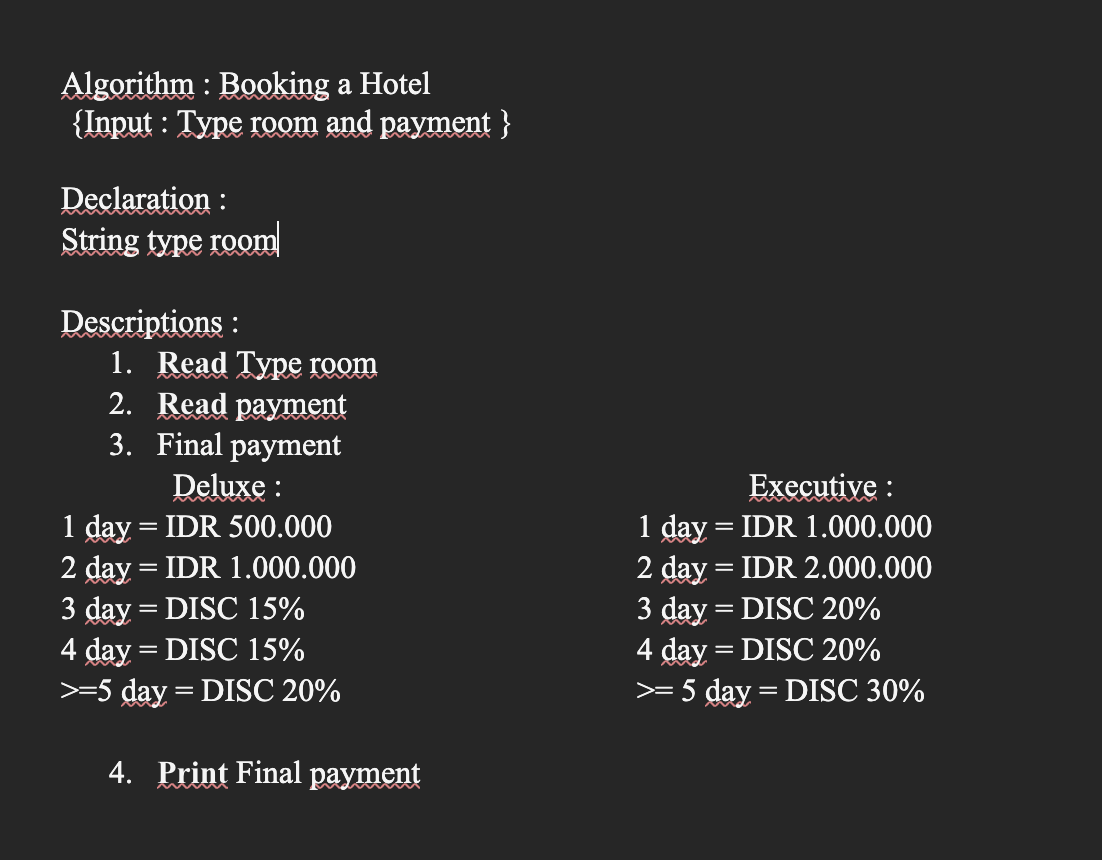 Algorithm : Booking a Hotel
{Input : Type room and payment }
Declaration :
String type room
Descriptions :
1. Read Type room
2. Read payment
3. Final payment
Deluxe :
1 day = IDR 500.000
2 day = IDR 1.000.000
3 day = DISC 15%
4 day = DISC 15%
>=5 day = DISC 20%
Executive :
1 day = IDR 1.000.000
2 day = IDR 2.000.000
3 day = DISC 20%
4 day = DISC 20%
>= 5 day = DISC 30%
4. Print Final payment